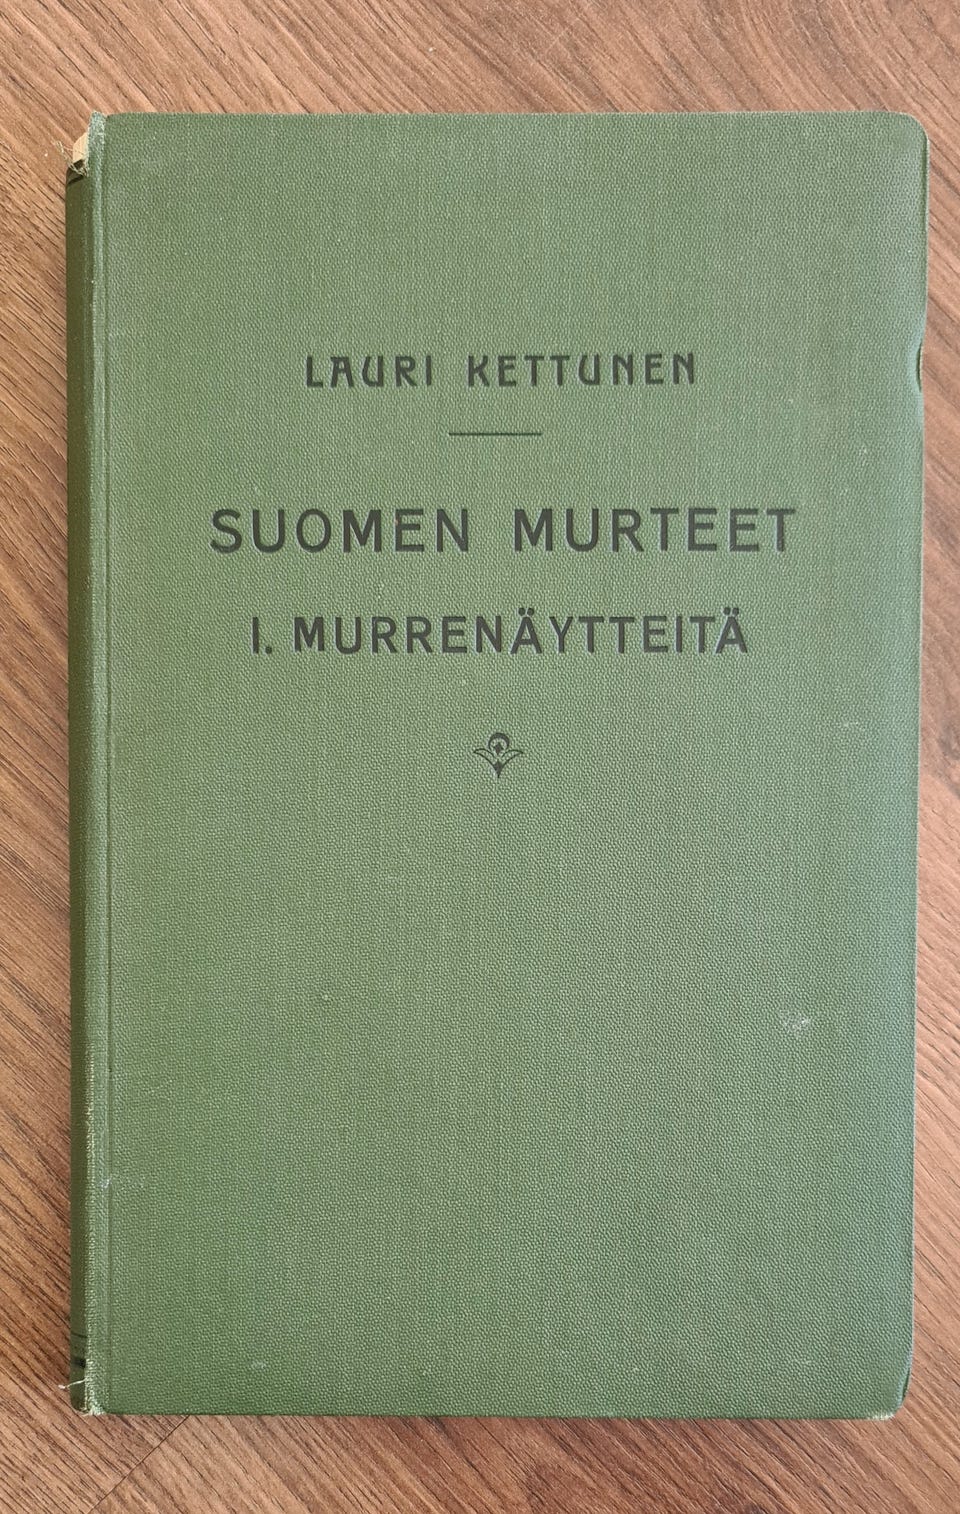 LAURI KETTUNEN
SUOMEN MURTEET
I. MURRENÄYTTEITÄ